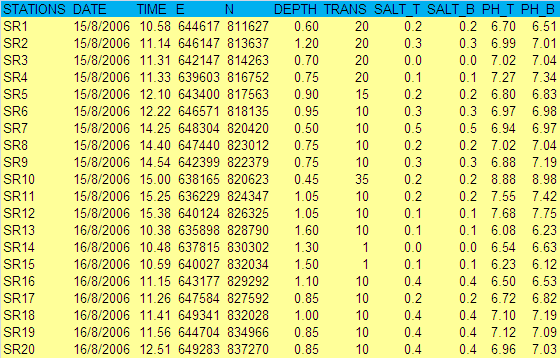 STATIONS DATE TIME E N DEPTH TRANS SALT_T SALT_B PH_T PH_B
SR1 15/8/2006 10.58 644617 811627 0.60 20 0.2 0.2 6.70 6.51
SR2 15/8/2006 11.14 646147 813637 1.20 20 0.3 0.3 6.99 7.01
SR3 15/8/2006 11.31 642147 814263 0.70 20 0.0 0.0 7.02 7.04
SR4 15/8/2006 11.33 639603 816752 0.75 20 0.1 0.1 7.27 7.34
SR5 15/8/2006 12.10 643400 817563 0.90 15 0.2 0.2 6.80 6.83
SR6 15/8/2006 12.22 646571 818135 0.95 10 0.3 0.3 6.97 6.98
SR7 15/8/2006 14.25 648304 820420 0.50 10 0.5 0.5 6.94 6.97
SR8 15/8/2006 14.40 647440 823012 0.75 10 0.2 0.2 7.02 7.04
SR9 15/8/2006 14.54 642399 822379 0.75 10 0.3 0.3 6.88 7.19
SR10 15/8/2006 15.00 638165 820623 0.45 35 0.2 0.2 8.88 8.98
SR11 15/8/2006 15.25 636229 824347 1.05 10 0.2 0.2 7.55 7.42
SR12 15/8/2006 15.38 640124 826325 1.05 10 0.1 0.1 7.68 7.75
SR13 16/8/2006 10.38 635898 828790 1.60 10 0.1 0.1 6.08 6.23
SR14 16/8/2006 10.48 637815 830302 1.30 1 0.0 0.0 6.54 6.63
SR15 16/8/2006 10.59 640027 832034 1.50 1 0.1 0.1 6.23 6.12
SR16 16/8/2006 11.15 643177 829292 1.10 10 0.4 0.4 6.50 6.53
SR17 16/8/2006 11.26 647584 827592 0.85 10 0.2 0.2 6.72 6.82
SR18 16/8/2006 11.41 649341 832028 1.00 10 0.4 0.4 7.10 7.19
SR19 16/8/2006 11.56 644704 834966 0.85 10 0.4 0.4 7.12 7.09
SR20 16/8/2006 12.51 649283 837270 0.85 10 0.4 0.4 6.96 7.03